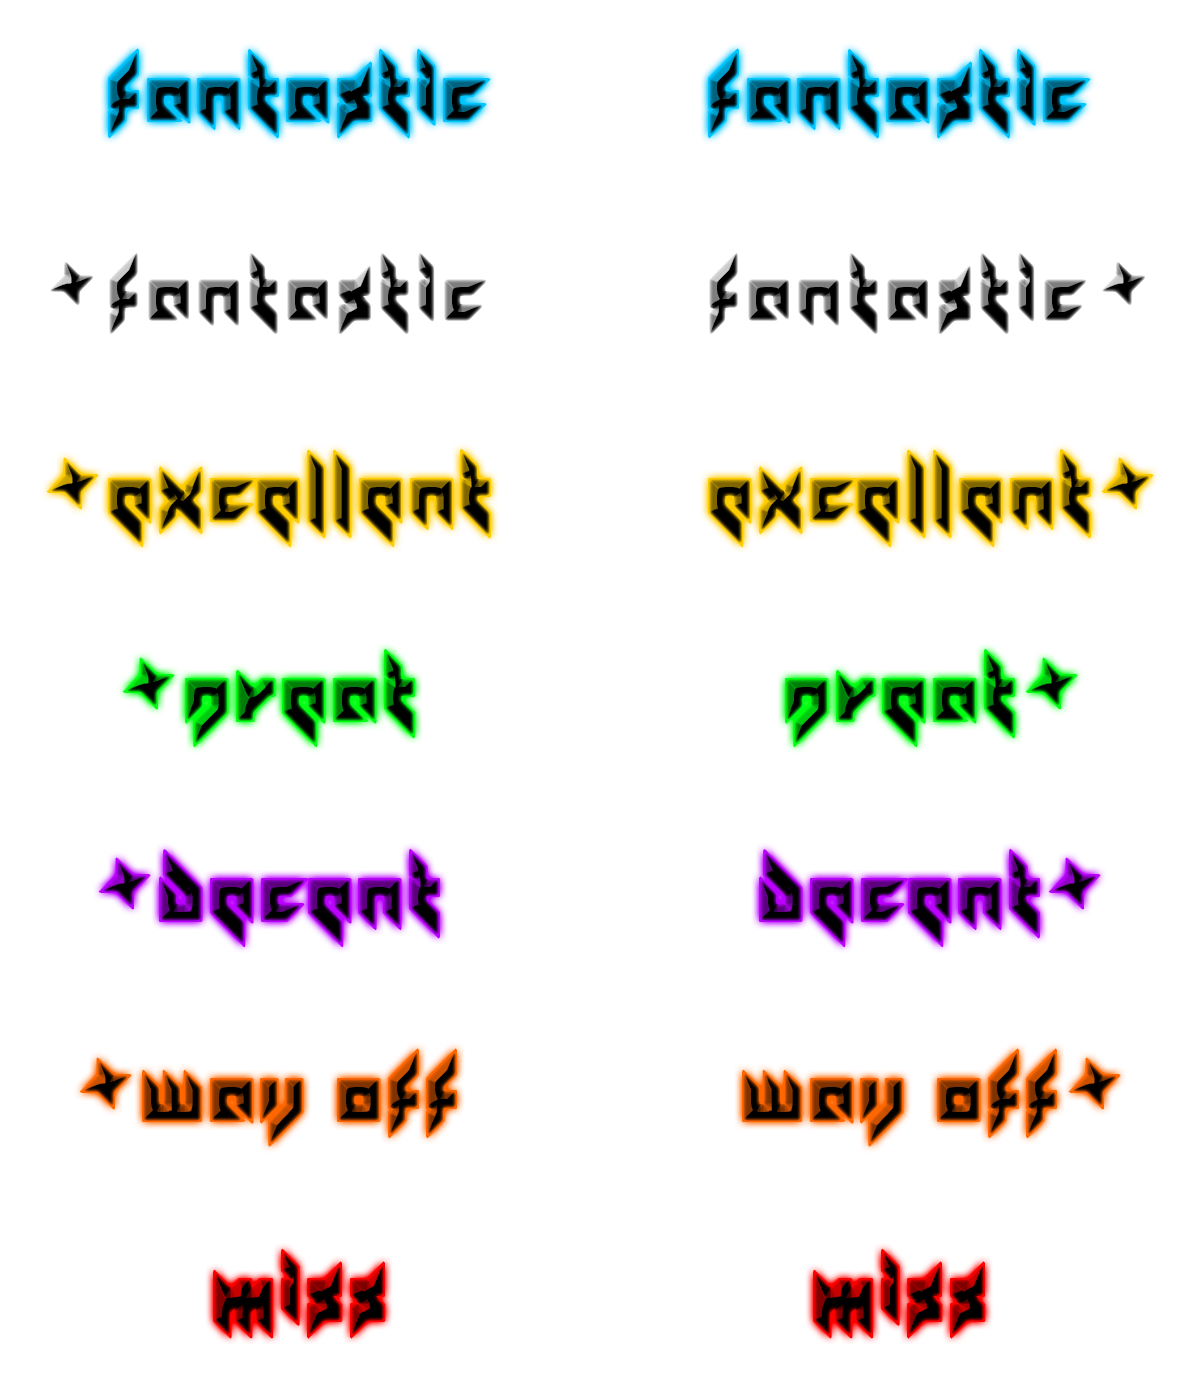 fantastic fantastic
fantastic fantastic
excellent excellent
great great
Decent Decent
way off way off
miss miss